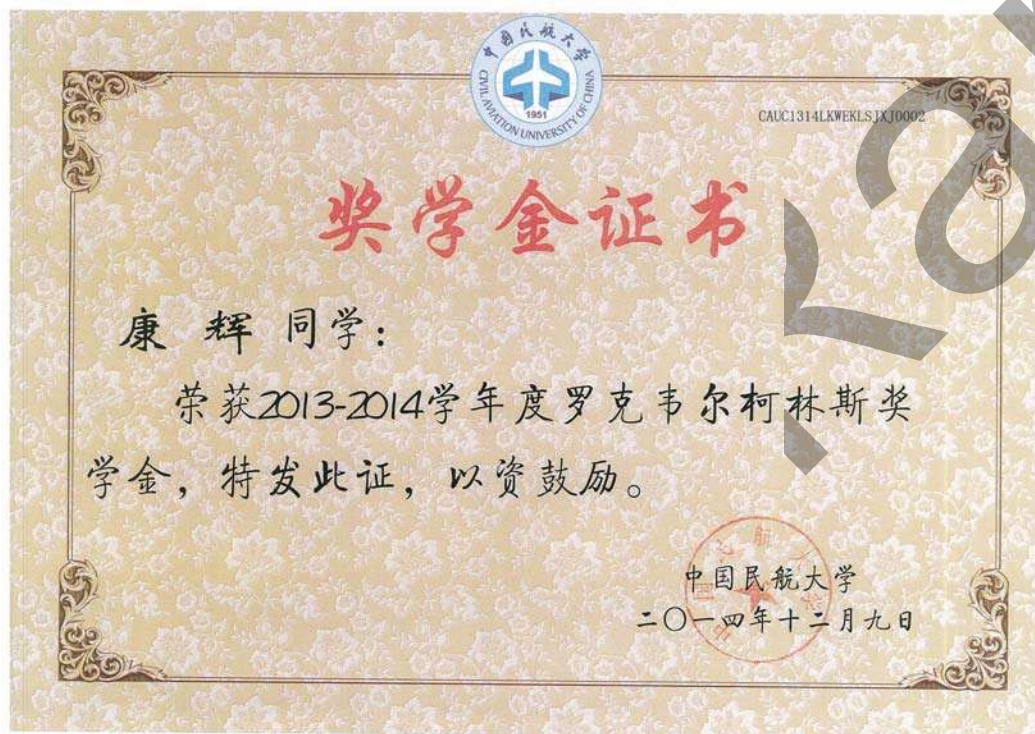 中国民航大学
CIVIL AVIATION UNIVERSITY OF CHINA
1951
CAUC1314LKWEKLSJXJ0002
奖学金证书
康 辉 同学：
荣获2013-2014学年度罗克韦尔柯林斯奖
学金，特发此证，以资鼓励。
中国民航大学
二〇一四年十二月九日